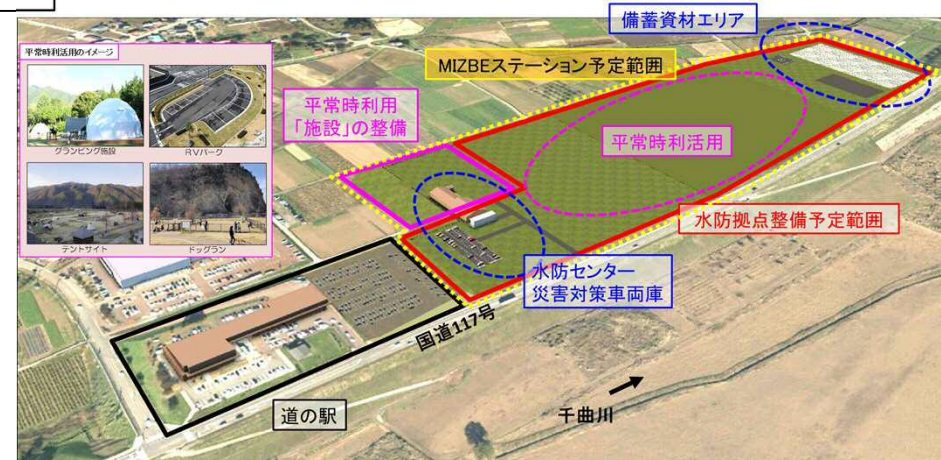 備蓄資材エリア
平常時利活用のイメージ
MIZBEステーション予定範囲
平常時利用
「施設」の整備
グランピング施設
RVパーク
平常時利活用
テントサイト
ドッグラン
水防拠点整備予定範囲
水防センター
災害対策車両庫
国道117号
道の駅
千曲川